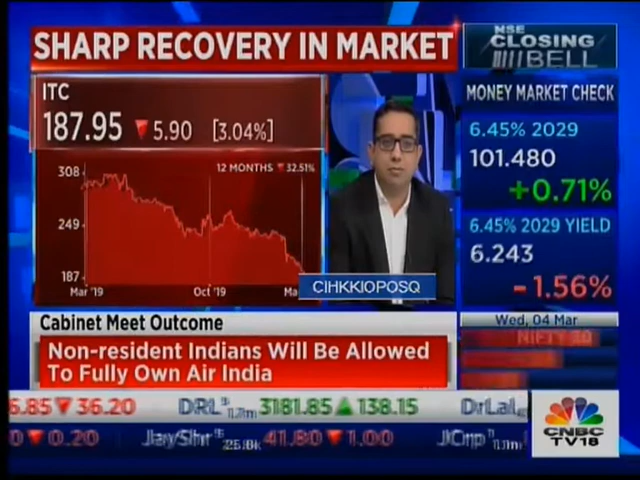 SHARP RECOVERY IN MARKET
NSE
CLOSING
BELL
ITC
187.95 ▼ 5.90 [3.04%]
12 MONTHS ▼ 32.51%
308
249
187
Mar '19 Oct '19
CIHKKIOPOSQ
MONEY MARKET CHECK
6.45% 2029
101.480
+0.71%
6.45% 2029 YIELD
6.243
-1.56%
Wed, 04 Mar
Cabinet Meet Outcome
Non-resident Indians Will Be Allowed
To Fully Own Air India
6.85 ▼ 36.20 DRL 1.7m 3181.85 ▲ 138.15 DrLaL
0 ▼ 0.20 41.80 ▼ 1.00
CNBC
TV18